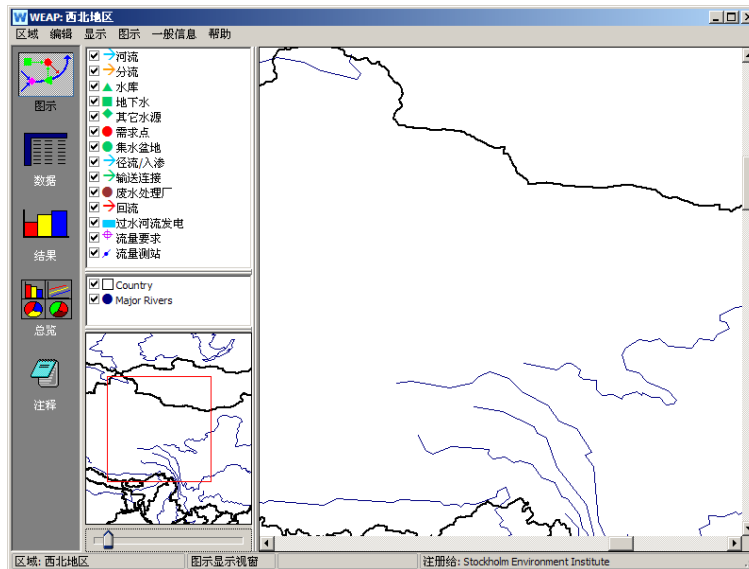 WEAP: 西北地区
区域 编辑 显示 图示 一般信息 帮助
图示
数据
结果
总览
注释
河流
分流
水库
地下水
其它水源
需求点
集水盆地
径流/入渗
输送连接
废水处理厂
回流
过水河流发电
流量要求
流量测站
Country
Major Rivers
区域: 西北地区 图示显示视窗 注册给: Stockholm Environment Institute